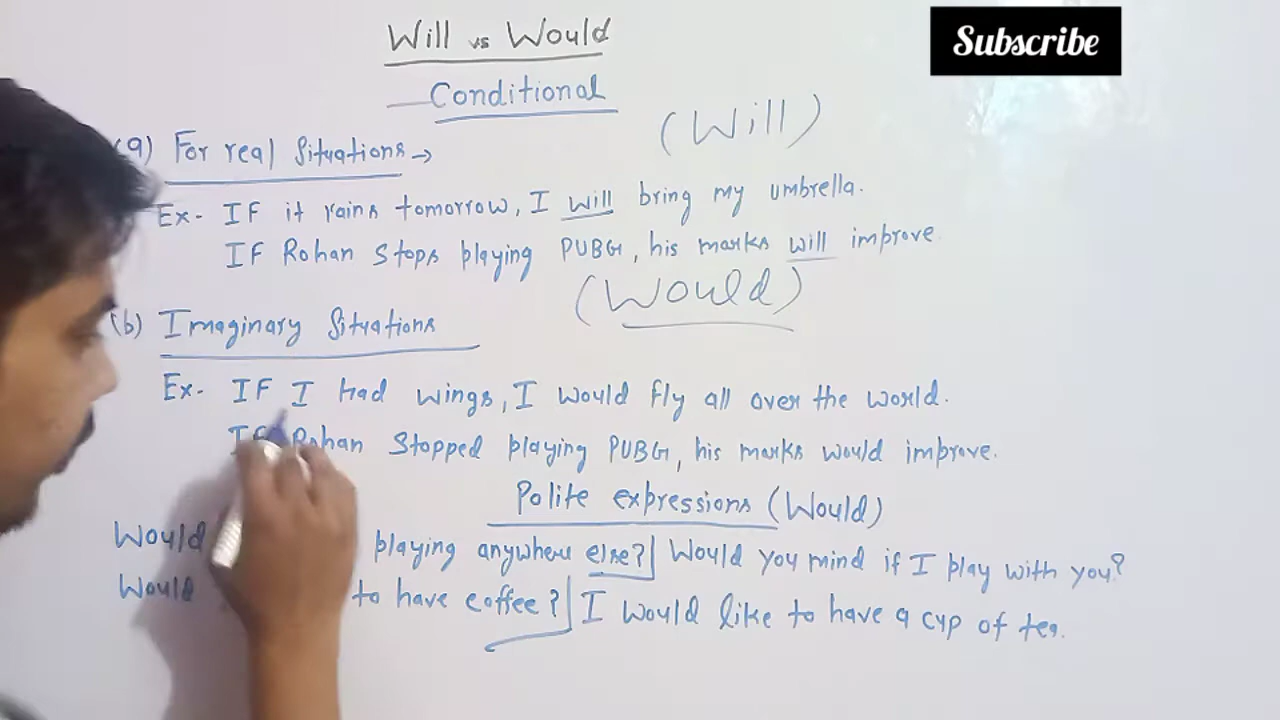 Will vs Would
Subscribe
Conditional
(Will)
(a) For real Situations →
Ex- IF it rains tomorrow, I will bring my umbrella.
IF Rohan Stops playing PUBG, his marks will improve.
(Would)
(b) Imaginary Situations
Ex- IF I had wings, I would fly all over the world.
IF Rohan Stopped playing PUBG, his marks would improve.
Polite expressions (Would)
Would playing anywhere else? Would you mind if I play with you?
Would to have coffee? I would like to have a cup of tea.